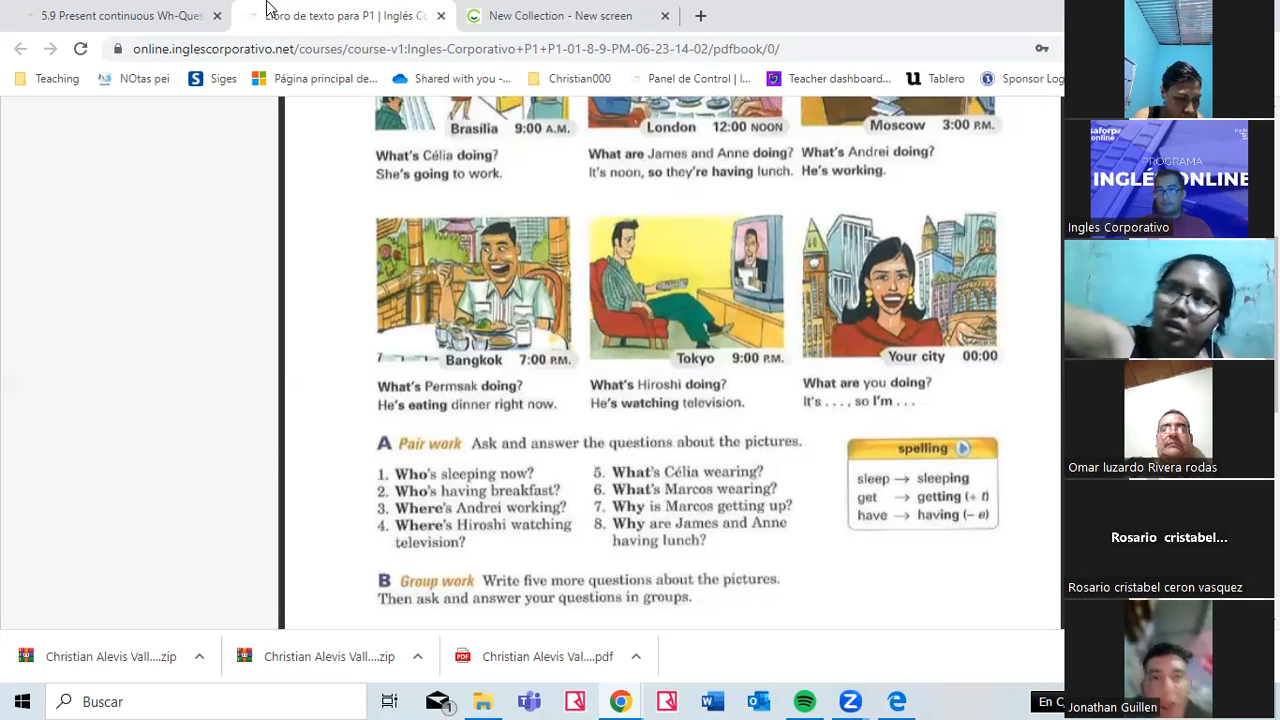 5.9 Present continuous Wh-Ques
de texto para P1 | Inglés Co
New Collection - New screen
online.inglescorporativo.net/courses/course-v1:Ingles-Corporativo+P1
06-23-14-02/pdfbook/0/
Teaching
NOtas pei
Siges
Página principal de...
Shared with you -...
Christian000
Panel de Control | I...
Teacher dashboard...
Tablero
Sponsor Log
Brasília 9:00 A.M.
London 12:00 NOON
Moscow 3:00 P.M.
What's Célia doing?
She's going to work.
What are James and Anne doing?
It's noon, so they're having lunch.
What's Andrei doing?
He's working.
Bangkok 7:00 P.M.
Tokyo 9:00 P.M.
Your city 00:00
What's Permsak doing?
He's eating dinner right now.
What's Hiroshi doing?
He's watching television.
What are you doing?
It's . . . , so I'm . . .
A Pair work Ask and answer the questions about the pictures.
1. Who's sleeping now?
2. Who's having breakfast?
3. Where's Andrei working?
4. Where's Hiroshi watching
television?
5. What's Célia wearing?
6. What's Marcos wearing?
7. Why is Marcos getting up?
8. Why are James and Anne
having lunch?
spelling
sleep → sleeping
get → getting (+ t)
have → having (– e)
B Group work Write five more questions about the pictures.
Then ask and answer your questions in groups.
Christian Alevis Vall....zip
Christian Alevis Vall....zip
Christian Alevis Val....pdf
Buscar
1
PROGRAMA
INGLÉS ONLINE
online
Ingles Corporativo
Omar luzardo Rivera rodas
Rosario cristabel...
Rosario cristabel ceron vasquez
Jonathan Guillen